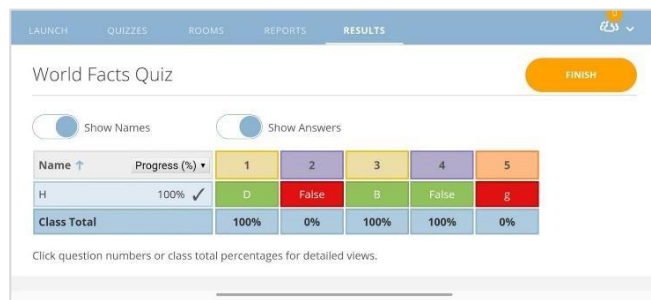 LAUNCH QUIZZES ROOMS REPORTS RESULTS 0
World Facts Quiz FINISH
Show Names Show Answers
Name ↑ Progress (%) ▾ 1 2 3 4 5
H 100% ✓ D False B False g
Class Total 100% 0% 100% 100% 0%
Click question numbers or class total percentages for detailed views.